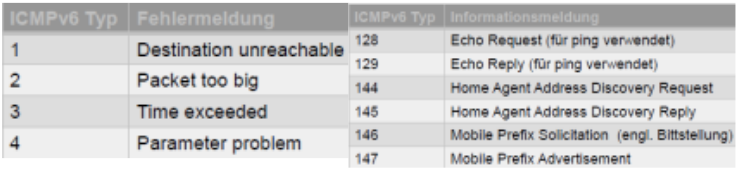 ICMPv6 Typ Fehlermeldung
1 Destination unreachable
2 Packet too big
3 Time exceeded
4 Parameter problem
ICMPv6 Typ Informationsmeldung
128 Echo Request (für ping verwendet)
129 Echo Reply (für ping verwendet)
144 Home Agent Address Discovery Request
145 Home Agent Address Discovery Reply
146 Mobile Prefix Solicitation (engl. Bittstellung)
147 Mobile Prefix Advertisement